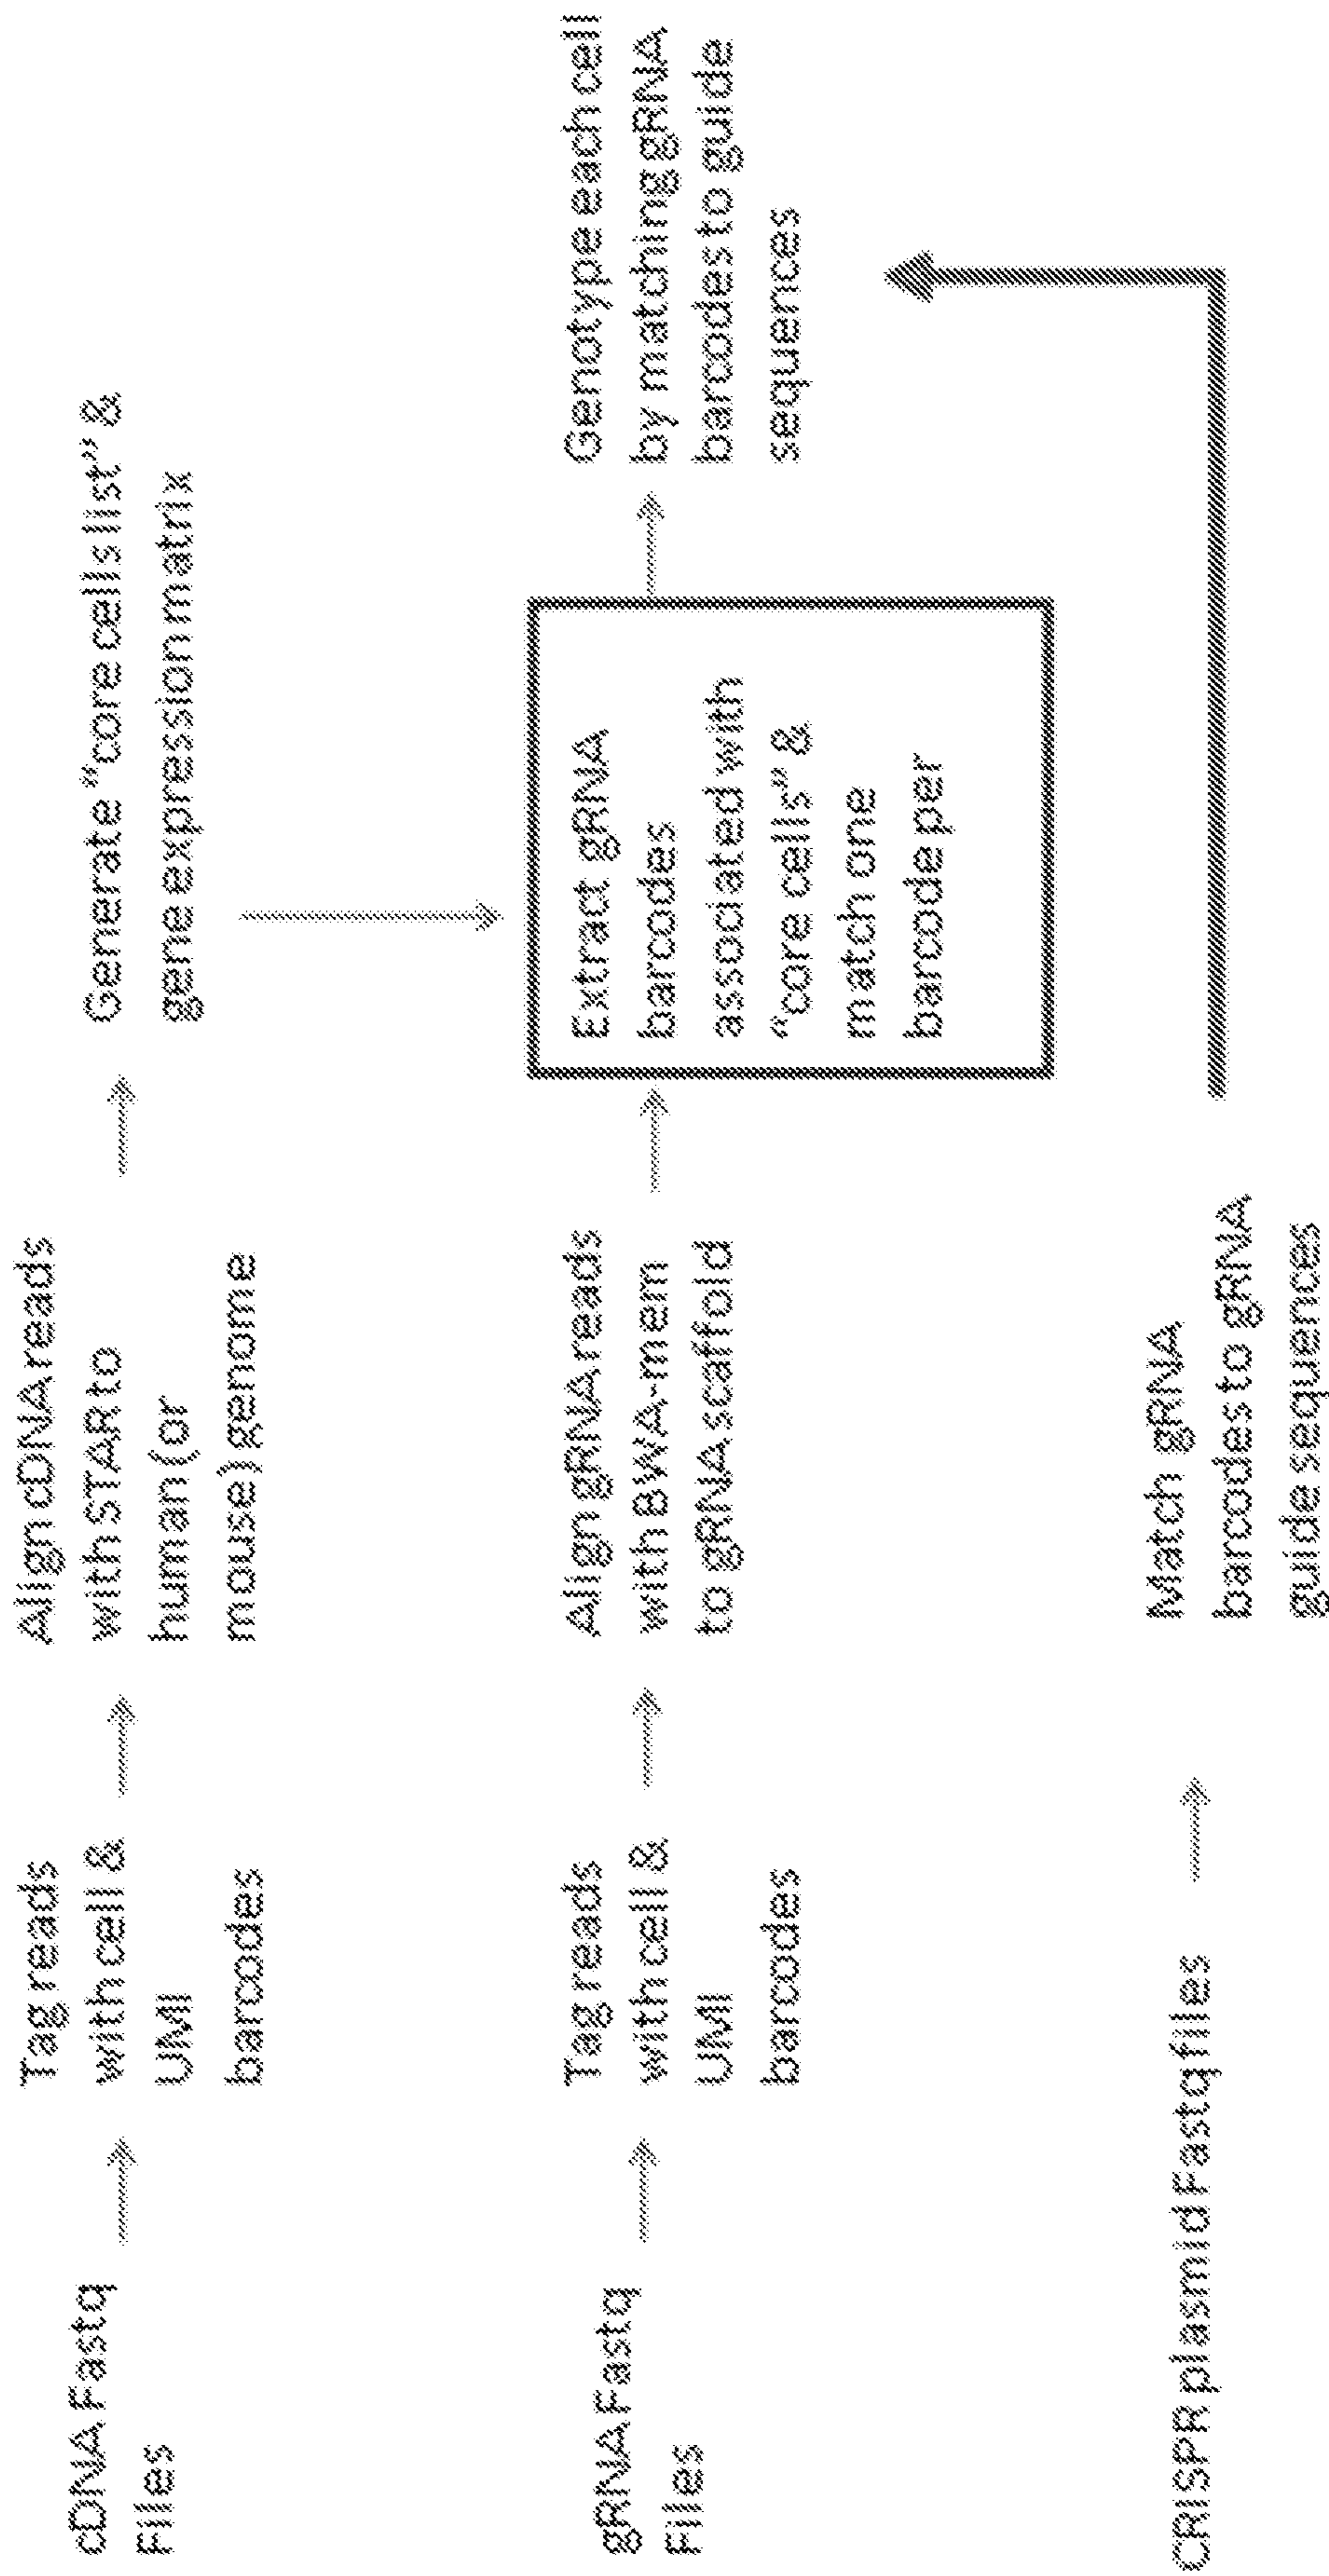 cDNA Fastq
Files
Tag reads
with cell &
UMI
barcodes
Align cDNA reads
with STAR to
human (or
mouse) genome
Generate "core cells list" &
gene expression matrix
gRNA Fastq
Files
Tag reads
with cell &
UMI
barcodes
Align gRNA reads
with BWA-mem
to gRNA scaffold
Extract gRNA
barcodes
associated with
"core cells" &
match one
barcode per
Genotype each cell
by matching gRNA
barcodes to guide
sequences
CRISPR plasmid Fastq files
Match gRNA
barcodes to gRNA
guide sequences